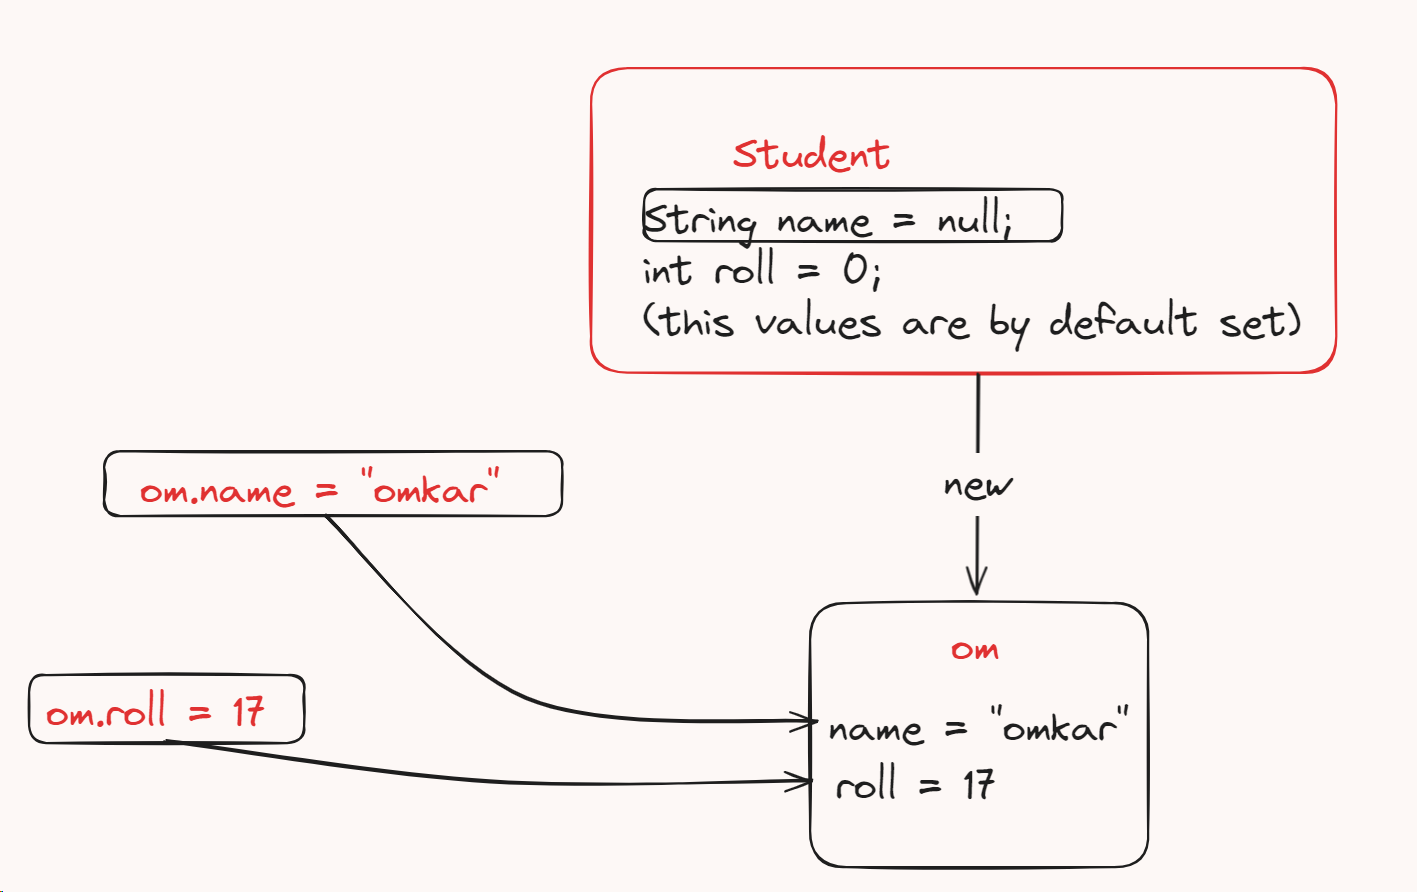 Student
String name = null;
int roll = 0;
(this values are by default set)
om.name = "omkar"
new
om
om.roll = 17
name = "omkar"
roll = 17